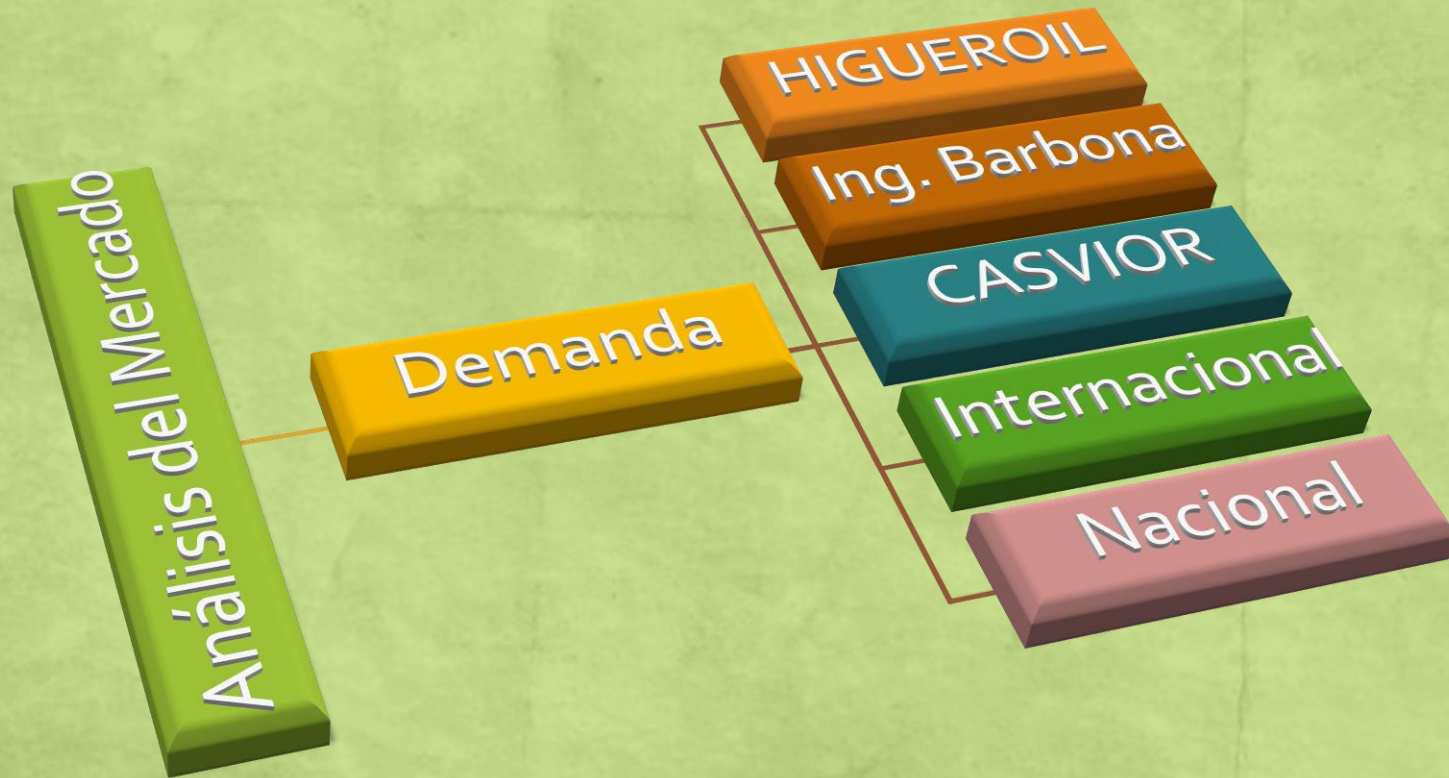 Análisis del Mercado
Demanda
HIGUEROIL
Ing. Barbona
CASVIOR
Internacional
Nacional